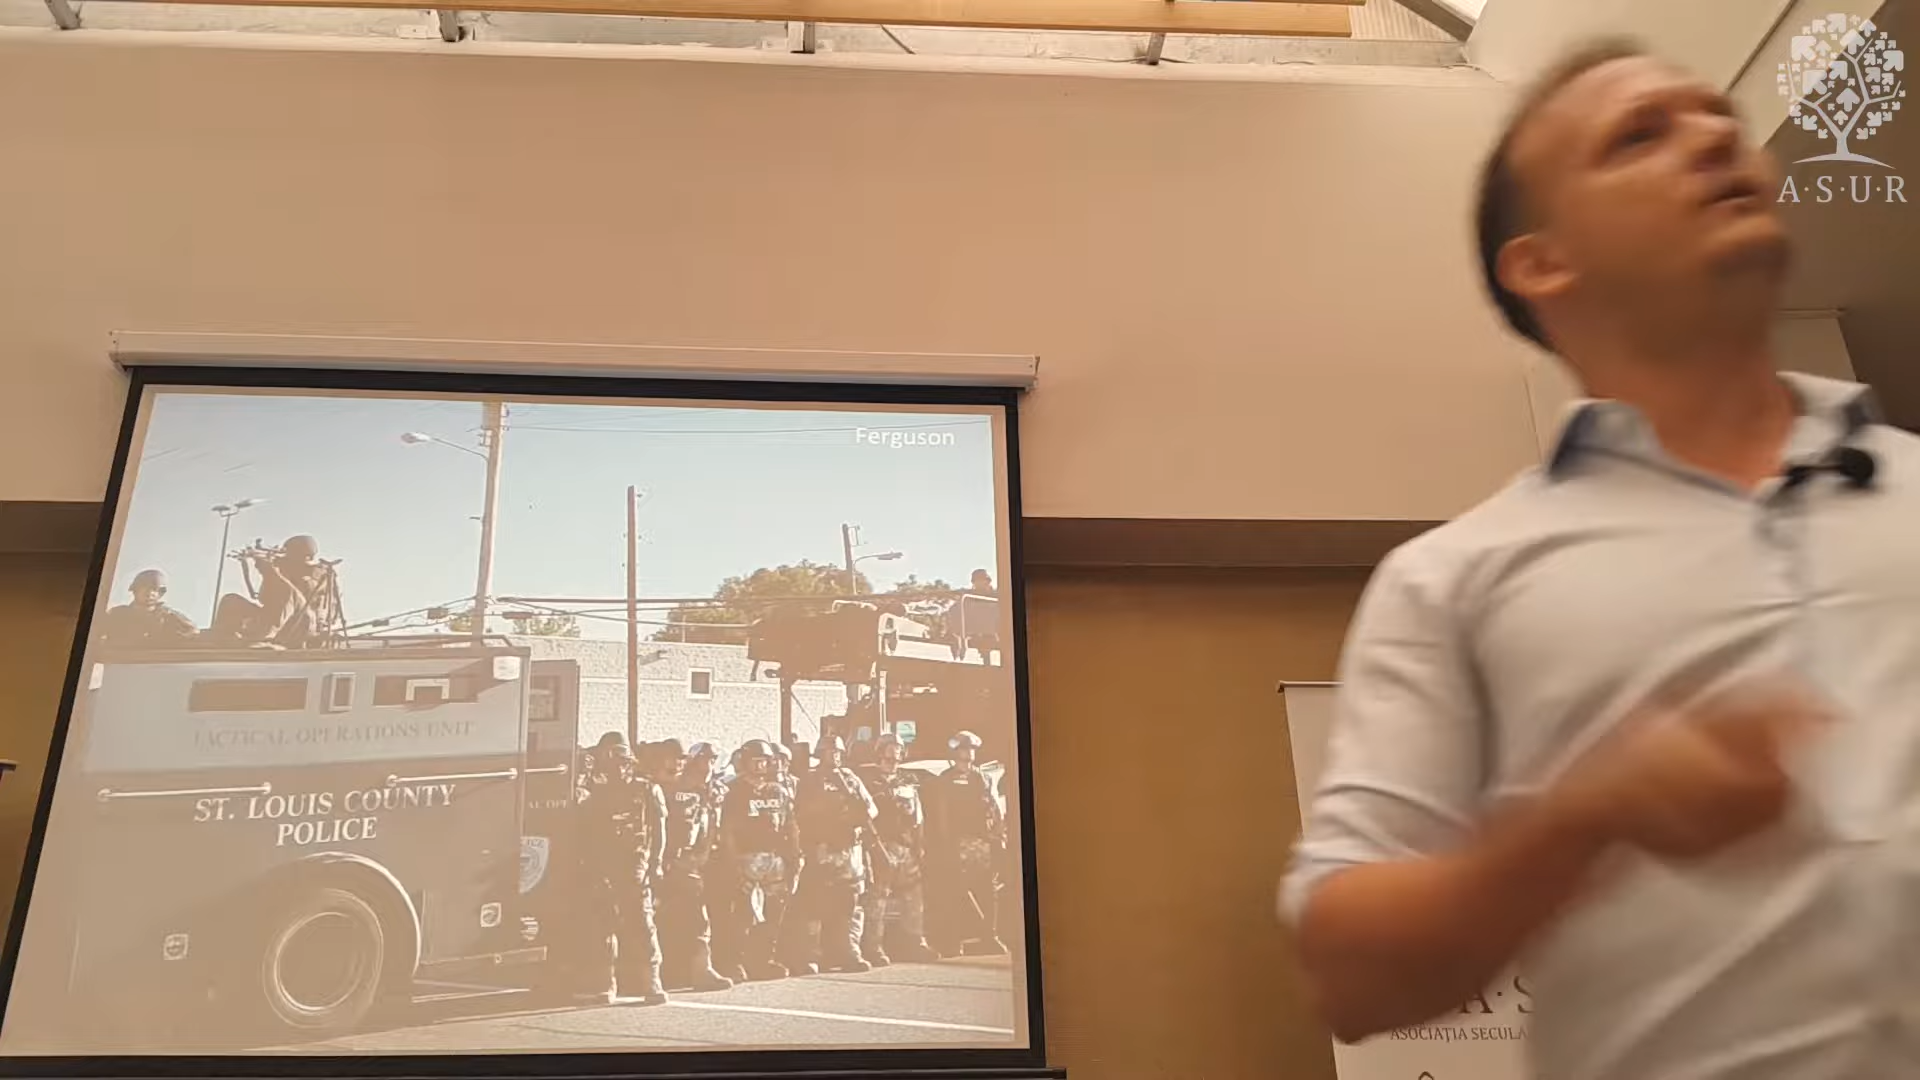 A·S·U·R
Ferguson
TACTICAL OPERATIONS UNIT
ST. LOUIS COUNTY
POLICE
POLICE
A·S
ASOCIAȚIA SECULA